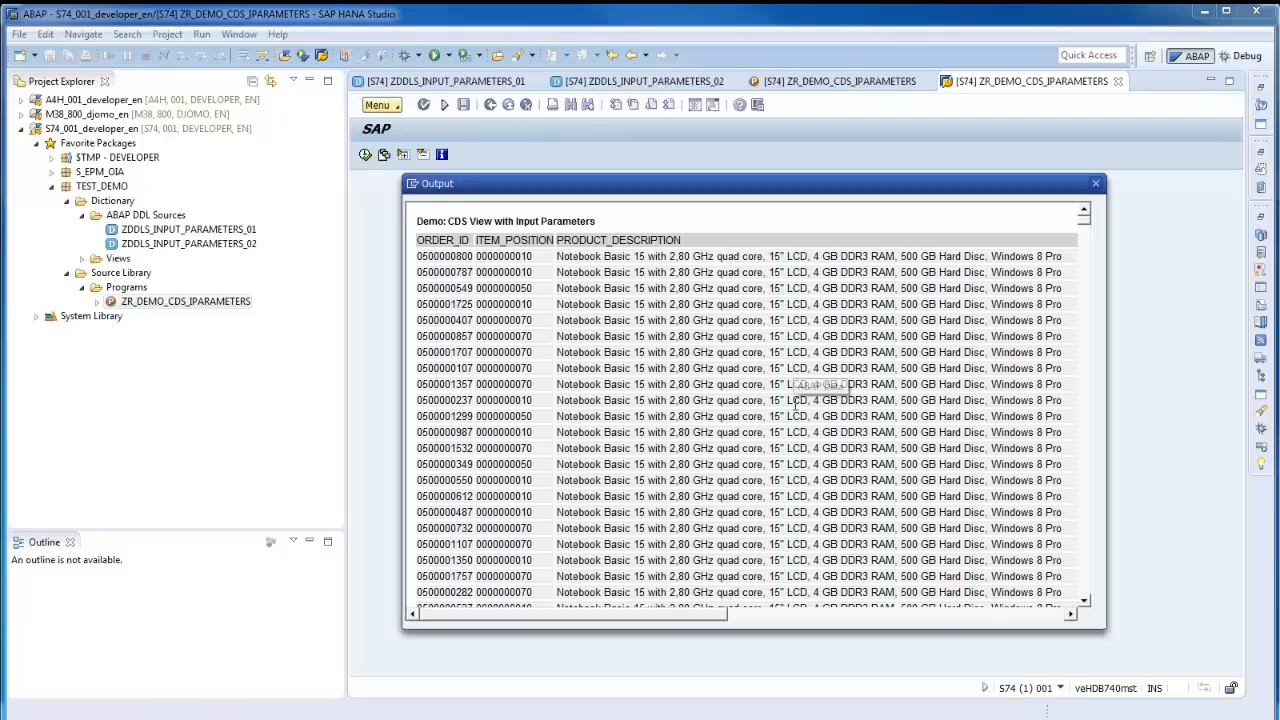 ABAP - S74_001_developer_en/[S74] ZR_DEMO_CDS_IPARAMETERS - SAP HANA Studio
File Edit Navigate Search Project Run Window Help
Quick Access
ABAP
Debug
Project Explorer
A4H_001_developer_en [A4H, 001, DEVELOPER, EN]
M38_800_djomo_en [M38, 800, DJOMO, EN]
S74_001_developer_en [S74, 001, DEVELOPER, EN]
Favorite Packages
$TMP - DEVELOPER
S_EPM_OIA
TEST_DEMO
Dictionary
ABAP DDL Sources
ZDDLS_INPUT_PARAMETERS_01
ZDDLS_INPUT_PARAMETERS_02
Views
Source Library
Programs
ZR_DEMO_CDS_IPARAMETERS
System Library
Outline
An outline is not available.
[S74] ZDDLS_INPUT_PARAMETERS_01
[S74] ZDDLS_INPUT_PARAMETERS_02
[S74] ZR_DEMO_CDS_IPARAMETERS
[S74] ZR_DEMO_CDS_IPARAMETERS
Menu
SAP
Output
Demo: CDS View with Input Parameters
ORDER_ID ITEM_POSITION PRODUCT_DESCRIPTION
0500000800 0000000010 Notebook Basic 15 with 2,80 GHz quad core, 15" LCD, 4 GB DDR3 RAM, 500 GB Hard Disc, Windows 8 Pro
0500000787 0000000010 Notebook Basic 15 with 2,80 GHz quad core, 15" LCD, 4 GB DDR3 RAM, 500 GB Hard Disc, Windows 8 Pro
0500000549 0000000050 Notebook Basic 15 with 2,80 GHz quad core, 15" LCD, 4 GB DDR3 RAM, 500 GB Hard Disc, Windows 8 Pro
0500001725 0000000010 Notebook Basic 15 with 2,80 GHz quad core, 15" LCD, 4 GB DDR3 RAM, 500 GB Hard Disc, Windows 8 Pro
0500000407 0000000070 Notebook Basic 15 with 2,80 GHz quad core, 15" LCD, 4 GB DDR3 RAM, 500 GB Hard Disc, Windows 8 Pro
0500000857 0000000070 Notebook Basic 15 with 2,80 GHz quad core, 15" LCD, 4 GB DDR3 RAM, 500 GB Hard Disc, Windows 8 Pro
0500001707 0000000070 Notebook Basic 15 with 2,80 GHz quad core, 15" LCD, 4 GB DDR3 RAM, 500 GB Hard Disc, Windows 8 Pro
0500000107 0000000070 Notebook Basic 15 with 2,80 GHz quad core, 15" LCD, 4 GB DDR3 RAM, 500 GB Hard Disc, Windows 8 Pro
0500001357 0000000070 Notebook Basic 15 with 2,80 GHz quad core, 15" LCD, 4 GB DDR3 RAM, 500 GB Hard Disc, Windows 8 Pro
0500000237 0000000010 Notebook Basic 15 with 2,80 GHz quad core, 15" LCD, 4 GB DDR3 RAM, 500 GB Hard Disc, Windows 8 Pro
0500001299 0000000050 Notebook Basic 15 with 2,80 GHz quad core, 15" LCD, 4 GB DDR3 RAM, 500 GB Hard Disc, Windows 8 Pro
0500000987 0000000010 Notebook Basic 15 with 2,80 GHz quad core, 15" LCD, 4 GB DDR3 RAM, 500 GB Hard Disc, Windows 8 Pro
0500001532 0000000070 Notebook Basic 15 with 2,80 GHz quad core, 15" LCD, 4 GB DDR3 RAM, 500 GB Hard Disc, Windows 8 Pro
0500000349 0000000050 Notebook Basic 15 with 2,80 GHz quad core, 15" LCD, 4 GB DDR3 RAM, 500 GB Hard Disc, Windows 8 Pro
0500000550 0000000010 Notebook Basic 15 with 2,80 GHz quad core, 15" LCD, 4 GB DDR3 RAM, 500 GB Hard Disc, Windows 8 Pro
0500000612 0000000010 Notebook Basic 15 with 2,80 GHz quad core, 15" LCD, 4 GB DDR3 RAM, 500 GB Hard Disc, Windows 8 Pro
0500000487 0000000010 Notebook Basic 15 with 2,80 GHz quad core, 15" LCD, 4 GB DDR3 RAM, 500 GB Hard Disc, Windows 8 Pro
0500000732 0000000070 Notebook Basic 15 with 2,80 GHz quad core, 15" LCD, 4 GB DDR3 RAM, 500 GB Hard Disc, Windows 8 Pro
0500001107 0000000070 Notebook Basic 15 with 2,80 GHz quad core, 15" LCD, 4 GB DDR3 RAM, 500 GB Hard Disc, Windows 8 Pro
0500001350 0000000010 Notebook Basic 15 with 2,80 GHz quad core, 15" LCD, 4 GB DDR3 RAM, 500 GB Hard Disc, Windows 8 Pro
0500001757 0000000070 Notebook Basic 15 with 2,80 GHz quad core, 15" LCD, 4 GB DDR3 RAM, 500 GB Hard Disc, Windows 8 Pro
0500000282 0000000070 Notebook Basic 15 with 2,80 GHz quad core, 15" LCD, 4 GB DDR3 RAM, 500 GB Hard Disc, Windows 8 Pro
S74 (1) 001 veHDB740mst INS